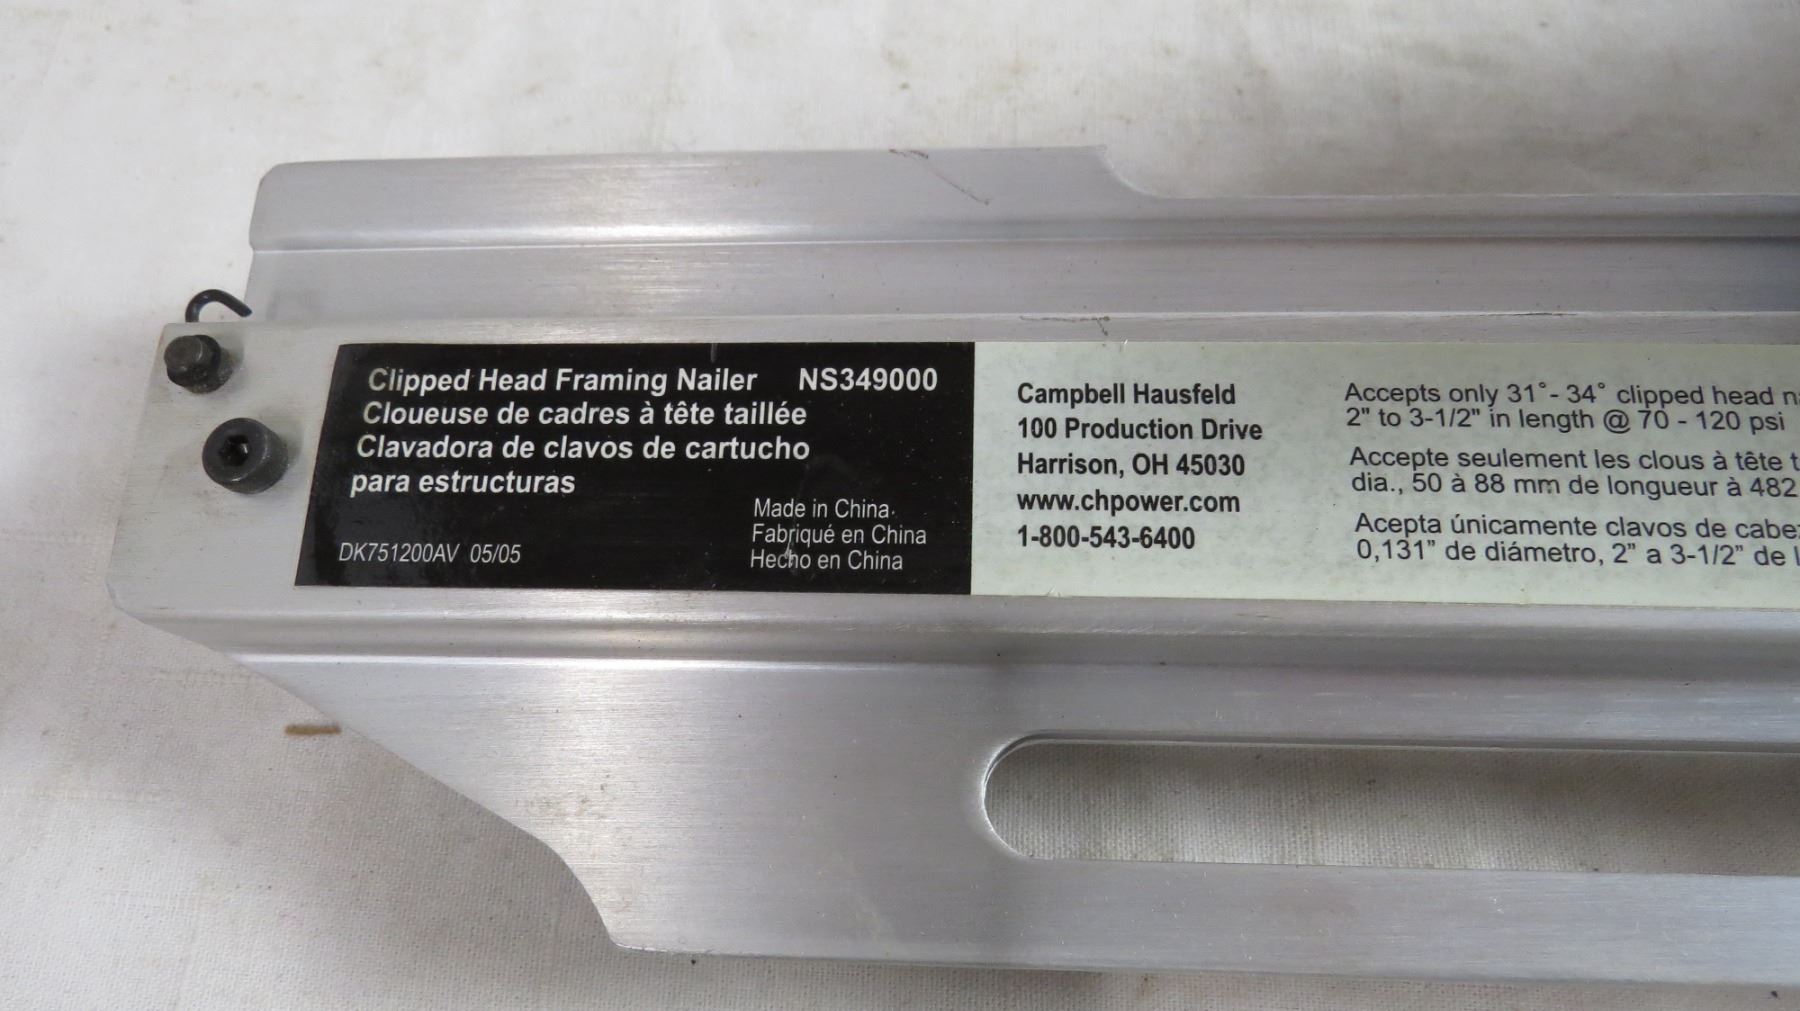 Clipped Head Framing Nailer NS349000
Cloueuse de cadres à tête taillée
Clavadora de clavos de cartucho
para estructuras
Made in China
Fabriqué en China
Hecho en China
DK751200AV 05/05
Campbell Hausfeld
100 Production Drive
Harrison, OH 45030
www.chpower.com
1-800-543-6400
Accepts only 31° - 34° clipped head
2" to 3-1/2" in length @ 70 - 120 psi
Accepte seulement les clous à tête
dia., 50 à 88 mm de longueur à 482
Acepta únicamente clavos de
0,131" de diámetro, 2" a 3-1/2" de